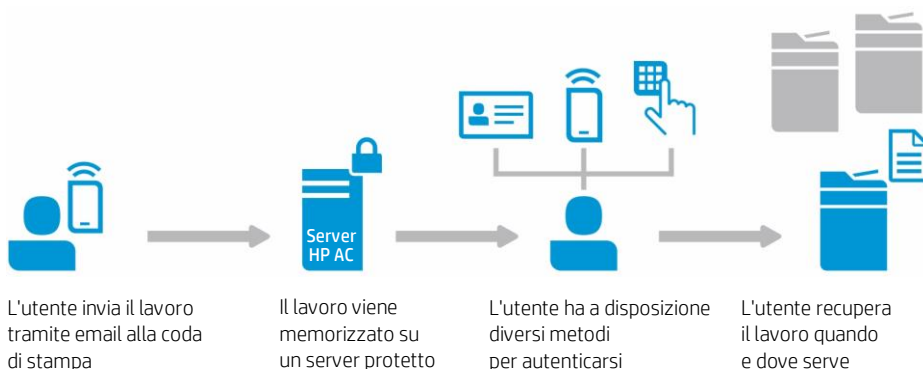 Server
HP AC
L'utente invia il lavoro
tramite email alla coda
di stampa
Il lavoro viene
memorizzato su
un server protetto
L'utente ha a disposizione
diversi metodi
per autenticarsi
L'utente recupera
il lavoro quando
e dove serve